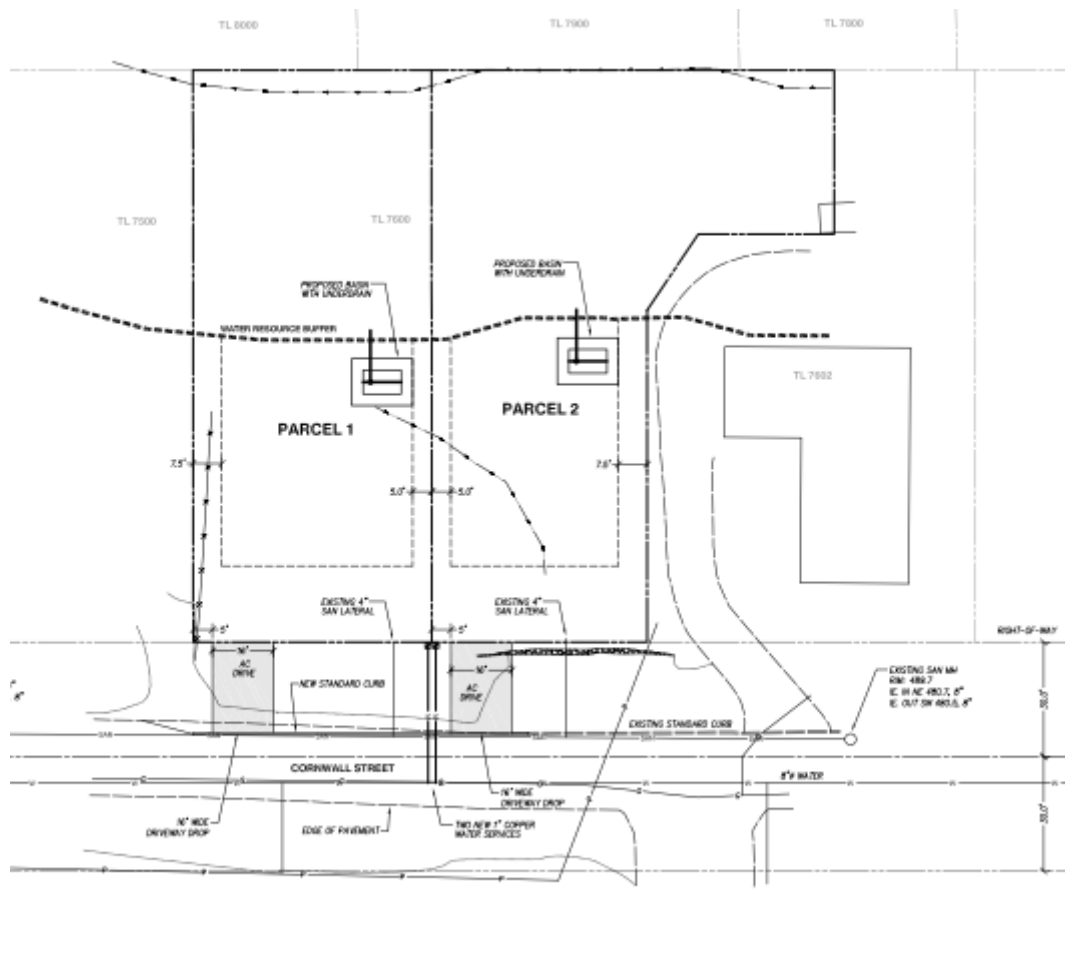 TL 8000
TL 7900
TL 7800
TL 7500
TL 7600
PROPOSED BASIN
WITH UNDERDRAIN
PROPOSED BASIN
WITH UNDERDRAIN
WATER RESOURCE BUFFER
TL 7602
PARCEL 1
PARCEL 2
7.5'
7.5'
5.0'
5.0'
EXISTING 4"
SAN LATERAL
EXISTING 4"
SAN LATERAL
5'
5'
RIGHT-OF-WAY
16'
AC
DRIVE
16'
AC
DRIVE
NEW STANDARD CURB
EXISTING STANDARD CURB
EXISTING SAN MH
RIM: 488.7
IE. IN NE 480.7, 8"
IE. OUT SW 480.6, 8"
30.0'
CORNWALL STREET
8" W WATER
16' WIDE
DRIVEWAY DROP
16' WIDE
DRIVEWAY DROP
EDGE OF PAVEMENT
TWO NEW 1" COPPER
WATER SERVICES
30.0'